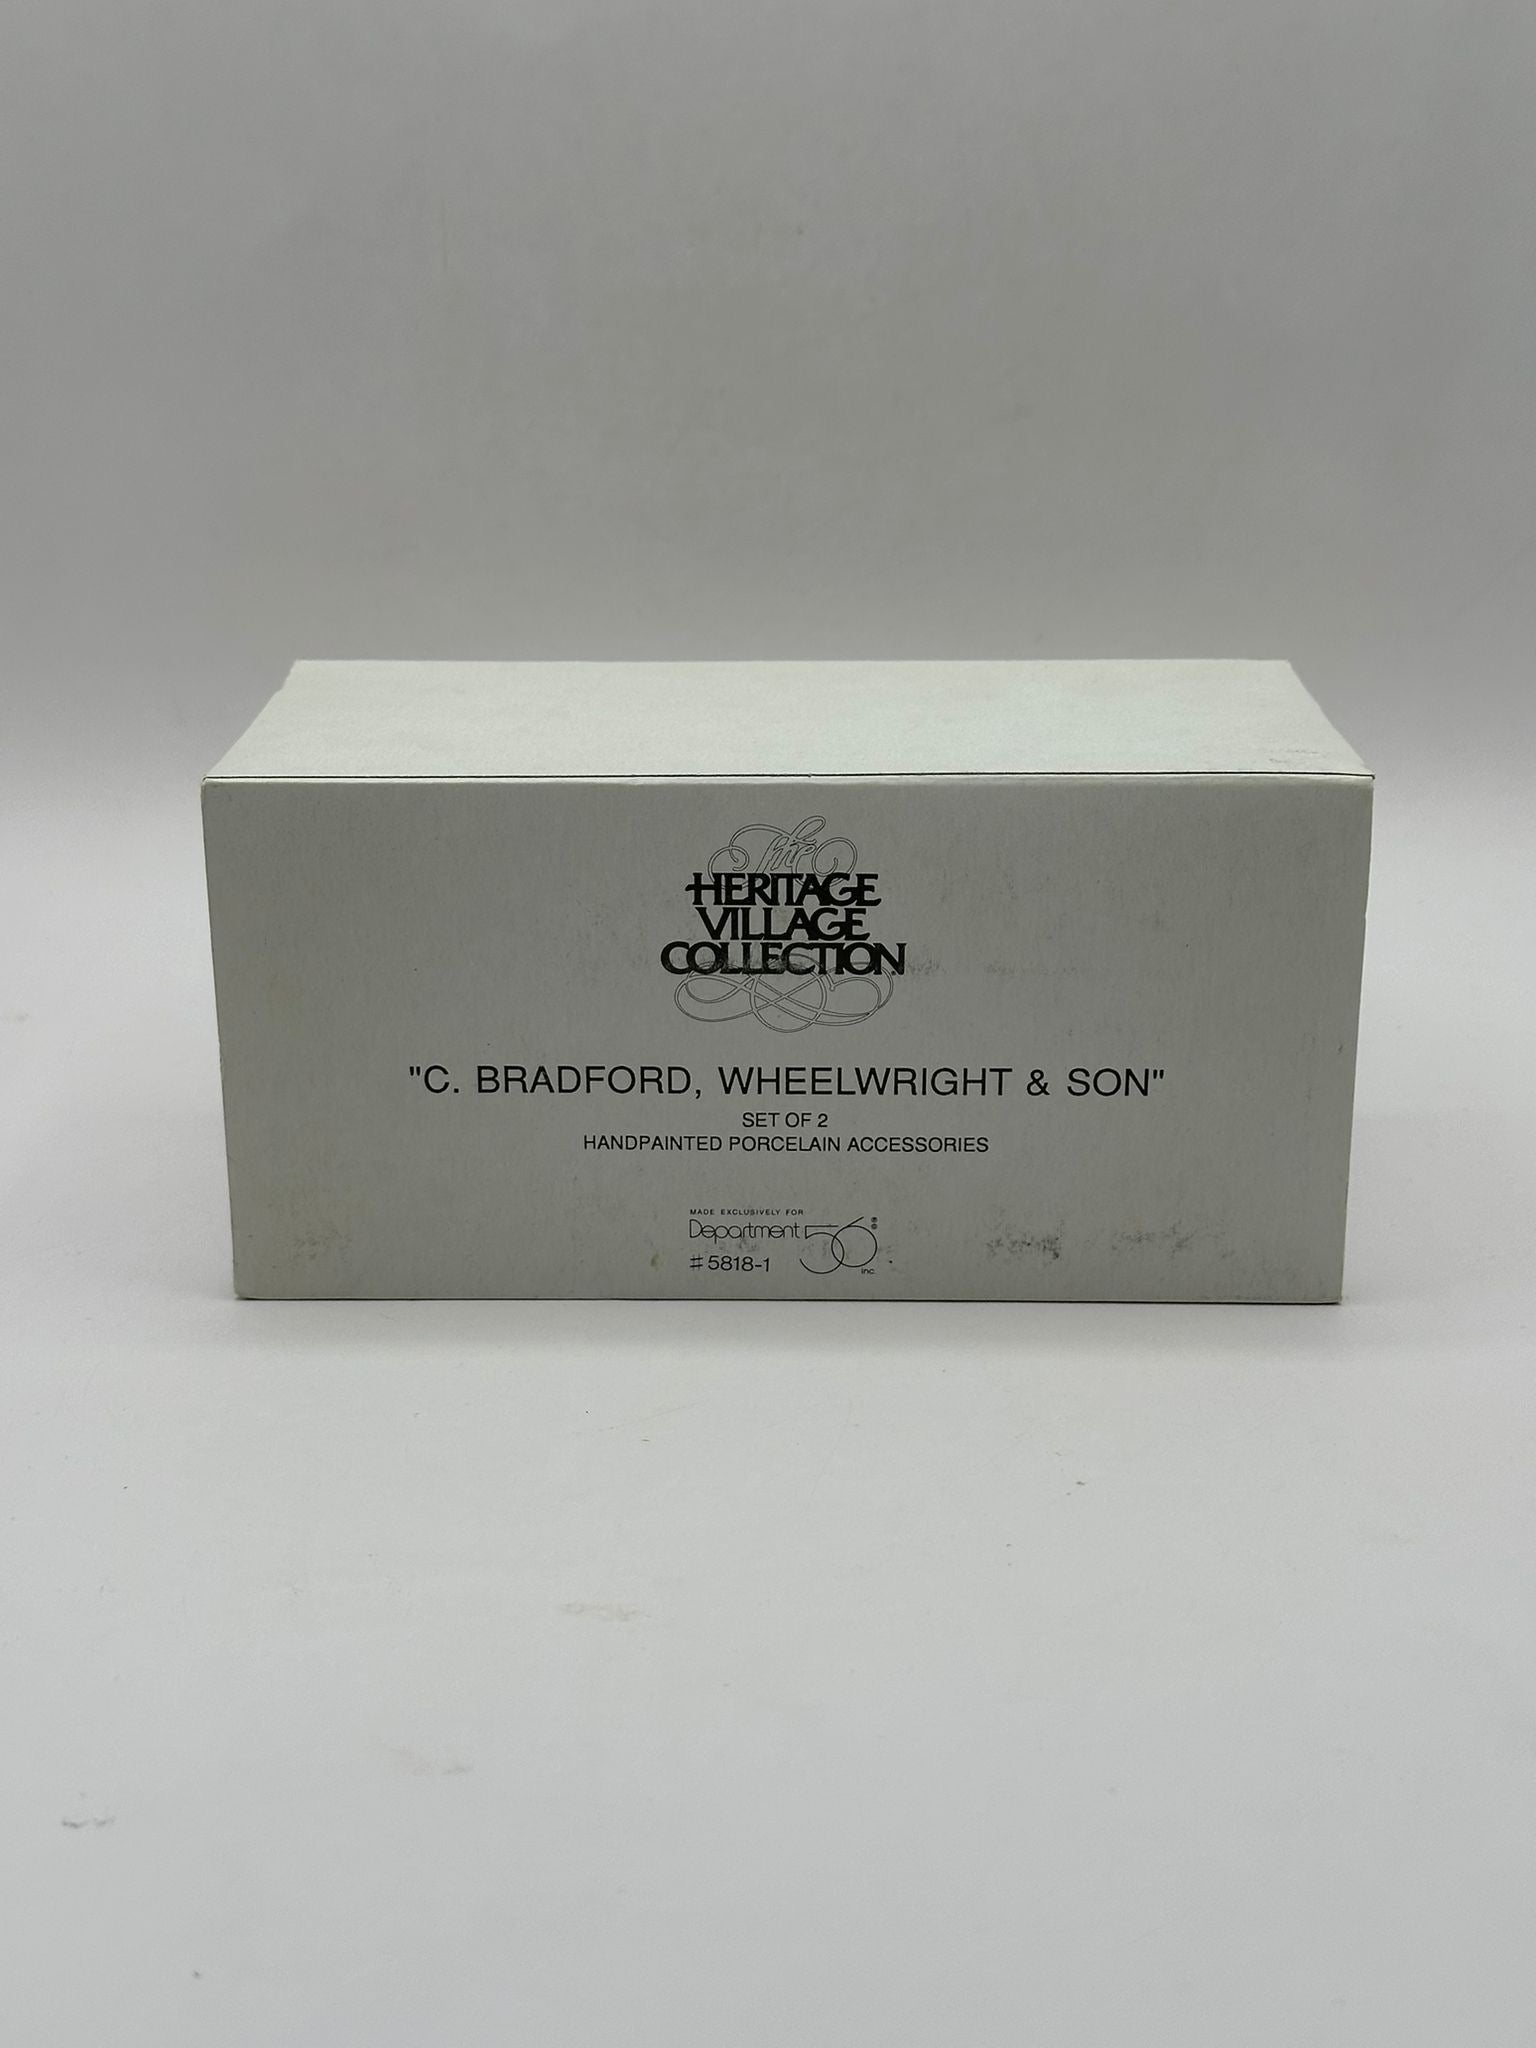 The
HERITAGE
VILLAGE
COLLECTION®
"C. BRADFORD, WHEELWRIGHT & SON"
SET OF 2
HANDPAINTED PORCELAIN ACCESSORIES
MADE EXCLUSIVELY FOR
Department 56 ®©
inc.
#5818-1